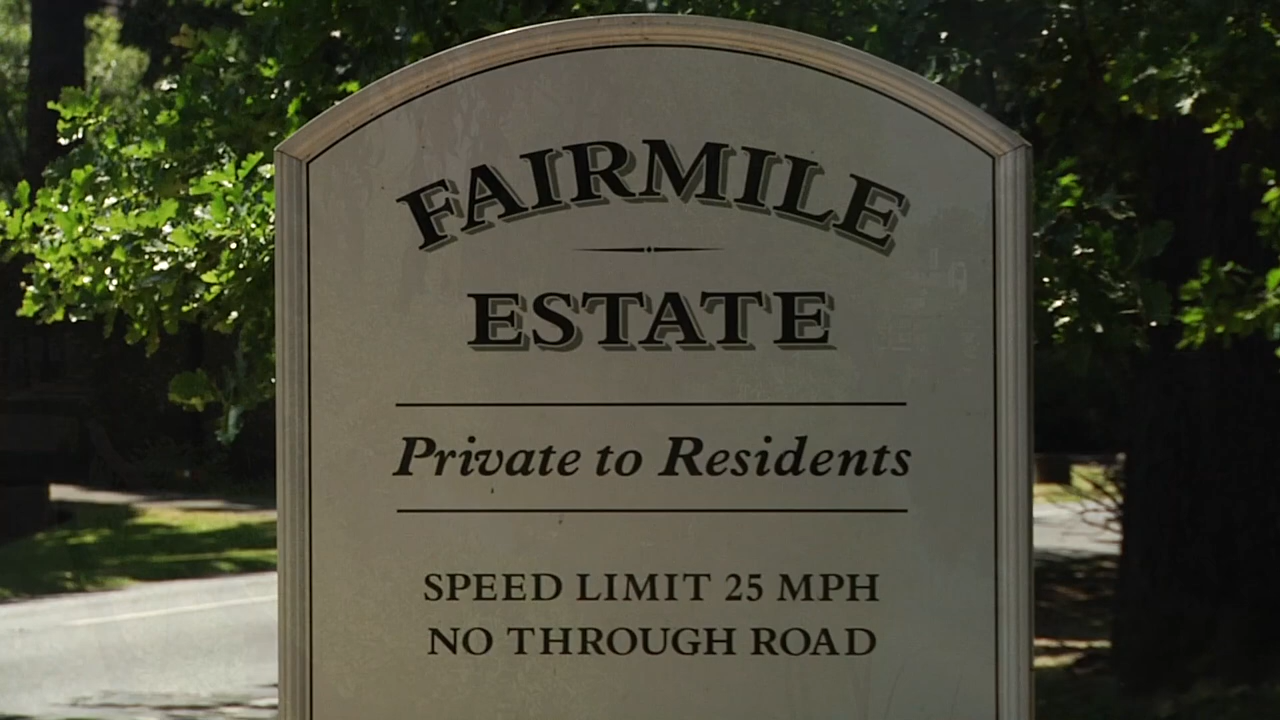 FAIRMILE
ESTATE
Private to Residents
SPEED LIMIT 25 MPH
NO THROUGH ROAD